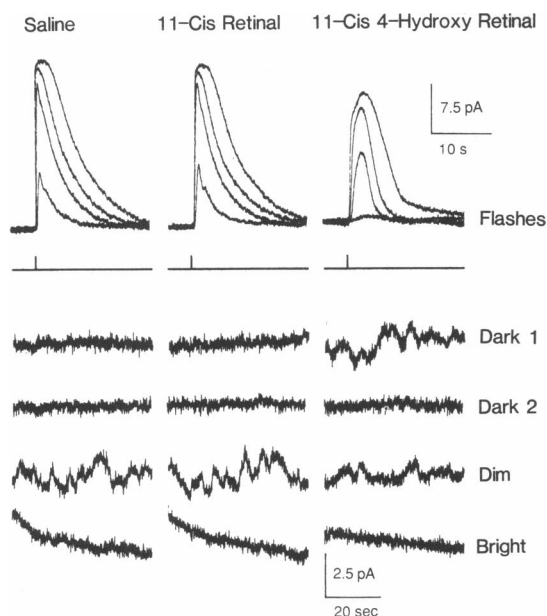 Saline
11-Cis Retinal
11-Cis 4-Hydroxy Retinal
7.5 pA
10 s
Flashes
Dark 1
Dark 2
Dim
Bright
2.5 pA
20 sec